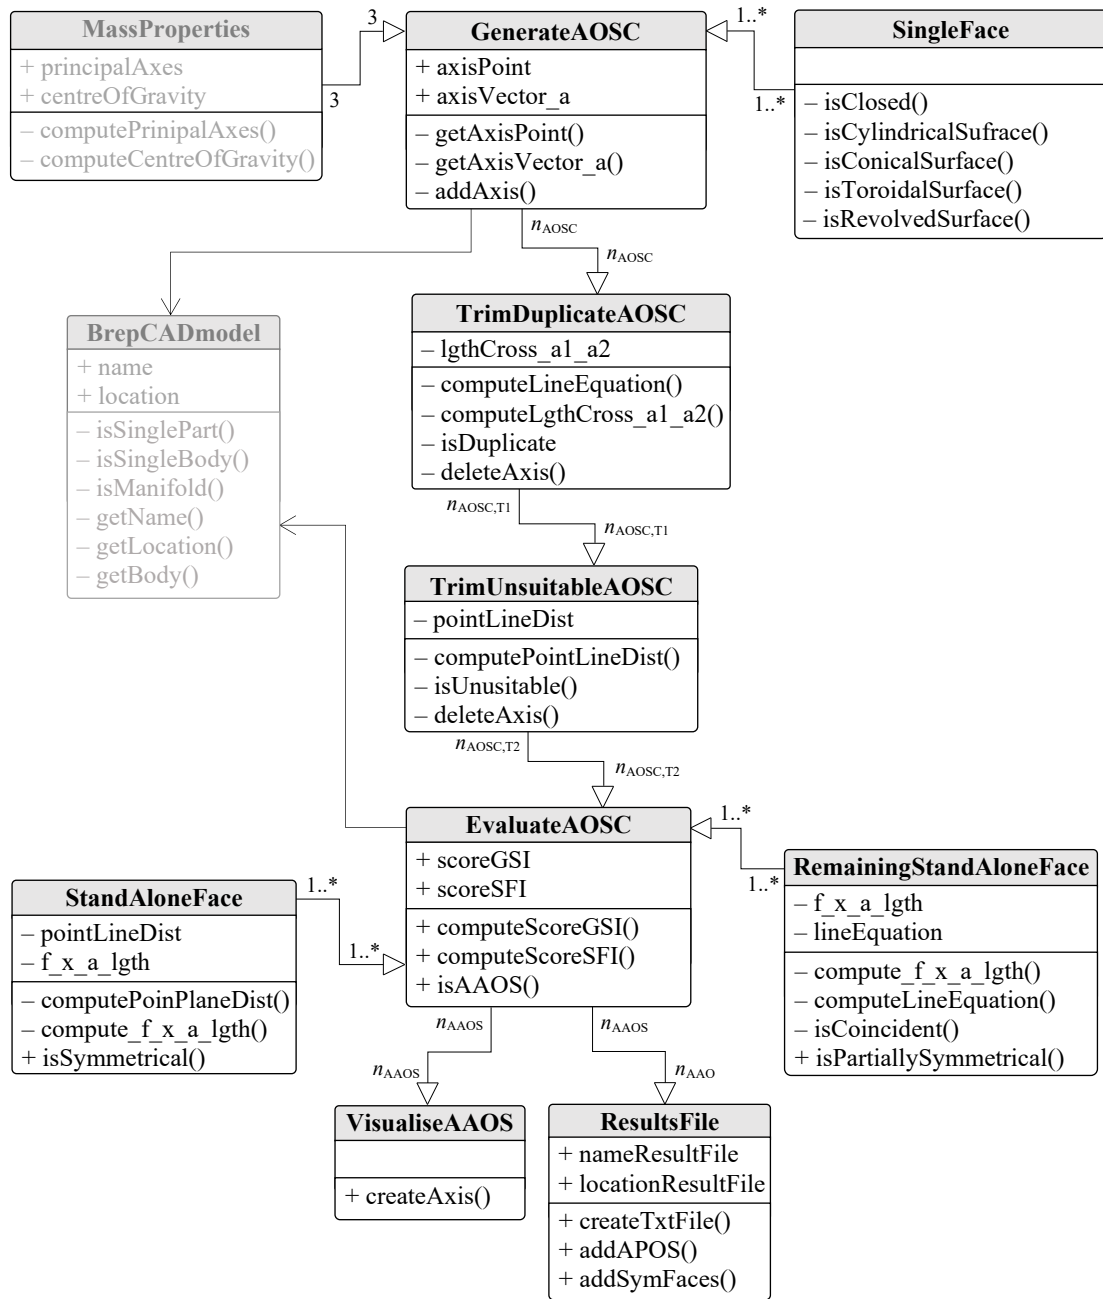 MassProperties
+ principalAxes
+ centreOfGravity
– computePrinipalAxes()
– computeCentreOfGravity()
3
3
GenerateAOSC
+ axisPoint
+ axisVector_a
– getAxisPoint()
– getAxisVector_a()
– addAxis()
1..*
1..*
SingleFace
– isClosed()
– isCylindricalSufrace()
– isConicalSurface()
– isToroidalSurface()
– isRevolvedSurface()
nAOSC
nAOSC
BrepCADmodel
+ name
+ location
– isSinglePart()
– isSingleBody()
– isManifold()
– getName()
– getLocation()
– getBody()
TrimDuplicateAOSC
– lgthCross_a1_a2
– computeLineEquation()
– computeLgthCross_a1_a2()
– isDuplicate
– deleteAxis()
nAOSC,T1
nAOSC,T1
TrimUnsuitableAOSC
– pointLineDist
– computePointLineDist()
– isUnusitable()
– deleteAxis()
nAOSC,T2
nAOSC,T2
EvaluateAOSC
+ scoreGSI
+ scoreSFI
+ computeScoreGSI()
+ computeScoreSFI()
+ isAAOS()
1..*
1..*
StandAloneFace
– pointLineDist
– f_x_a_lgth
– computePoinPlaneDist()
– compute_f_x_a_lgth()
+ isSymmetrical()
1..*
1..*
RemainingStandAloneFace
– f_x_a_lgth
– lineEquation
– compute_f_x_a_lgth()
– computeLineEquation()
– isCoincident()
+ isPartiallySymmetrical()
nAAOS
nAAOS
nAAOS
nAAO
VisualiseAAOS
+ createAxis()
ResultsFile
+ nameResultFile
+ locationResultFile
+ createTxtFile()
+ addAPOS()
+ addSymFaces()